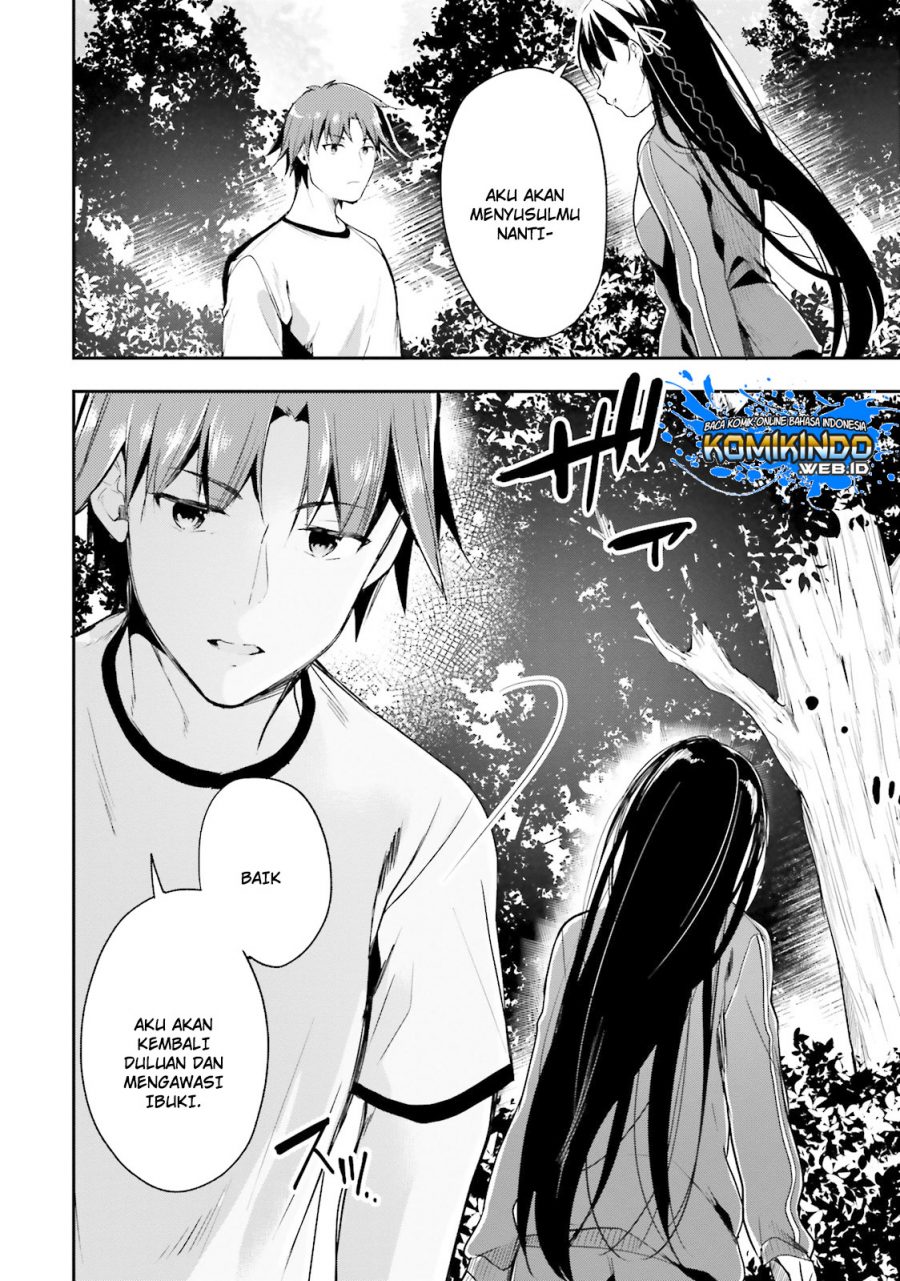 AKU AKAN
MENYUSULMU
NANTI-
BACA KOMIK ONLINE BAHASA INDONESIA
KOMIKINDO
WEB.ID
BAIK
AKU AKAN
KEMBALI
DULUAN DAN
MENGAWASI
IBUKI.